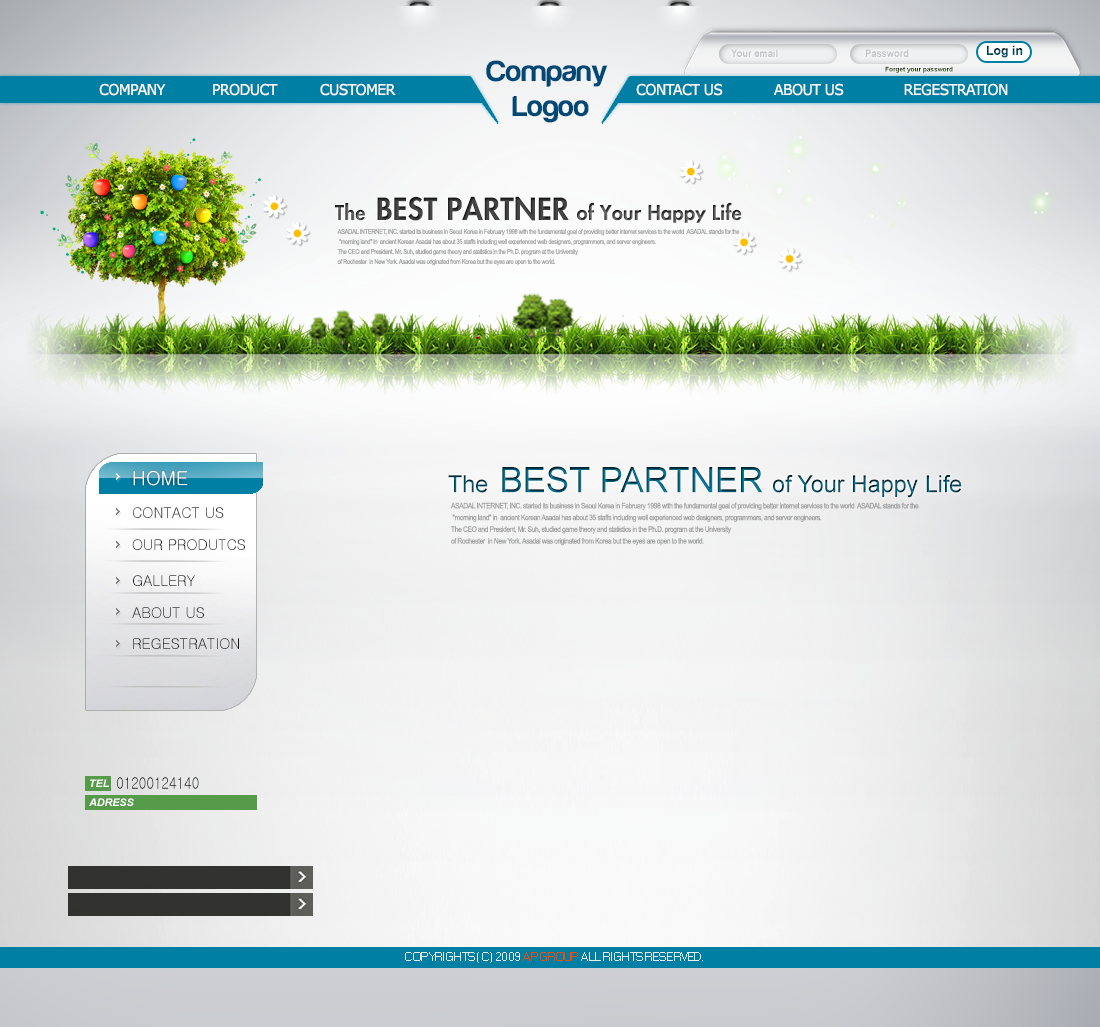 Your email
Password
Log in
Forget your password
COMPANY
PRODUCT
CUSTOMER
Company
Logoo
CONTACT US
ABOUT US
REGESTRATION
The BEST PARTNER of Your Happy Life
ASADAL INTERNET, INC. started its business in Seoul Korea in February 1998 with the fundamental goal of providing better internet services to the world ASADAL stands for the
"morning land" in ancient Korean Asadal has about 35 staffs including well experienced web designers, programmers, and server engineers.
The CEO and President, Mr. Suh, studied game theory and statistics in the Ph.D. program at the University
of Rochester in New York. Asadal was originated from Korea but the eyes are open to the world.
HOME
CONTACT US
OUR PRODUTCS
GALLERY
ABOUT US
REGESTRATION
The BEST PARTNER of Your Happy Life
ASADAL INTERNET, INC. started its business in Seoul Korea in February 1998 with the fundamental goal of providing better internet services to the world ASADAL stands for the
"morning land" in ancient Korean Asadal has about 35 staffs including well experienced web designers, programmers, and server engineers.
The CEO and President, Mr. Suh, studied game theory and statistics in the Ph.D. program at the University
of Rochester in New York. Asadal was originated from Korea but the eyes are open to the world.
TEL 01200124140
ADRESS
COPYRIGHTS ( C ) 2009 AP GROUP ALL RIGHTS RESERVED.